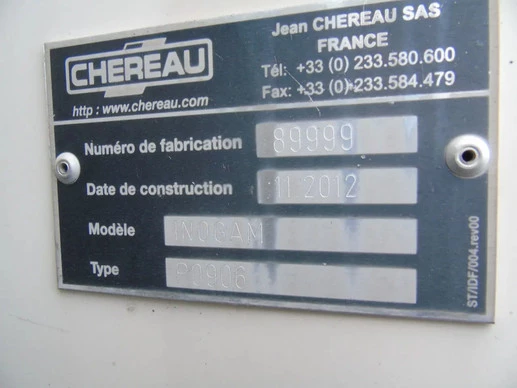 CHEREAU
http : www.chereau.com
Jean CHEREAU SAS
FRANCE
Tél: +33 (0) 233.580.600
Fax: +33 (0) 233.584.479
Numéro de fabrication 89999
Date de construction 11 2012
Modèle INOGAM
Type P0906
ST/IDF/004.rev00